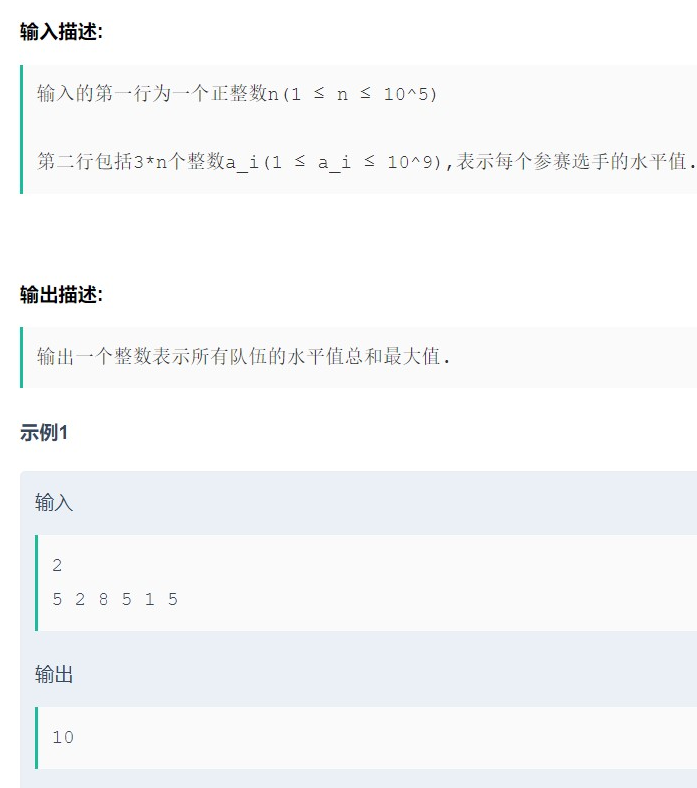 输入描述:
输入的第一行为一个正整数n(1 ≤ n ≤ 10^5)
第二行包括3*n个整数a_i(1 ≤ a_i ≤ 10^9),表示每个参赛选手的水平值.
输出描述:
输出一个整数表示所有队伍的水平值总和最大值.
示例1
输入
2
5 2 8 5 1 5
输出
10